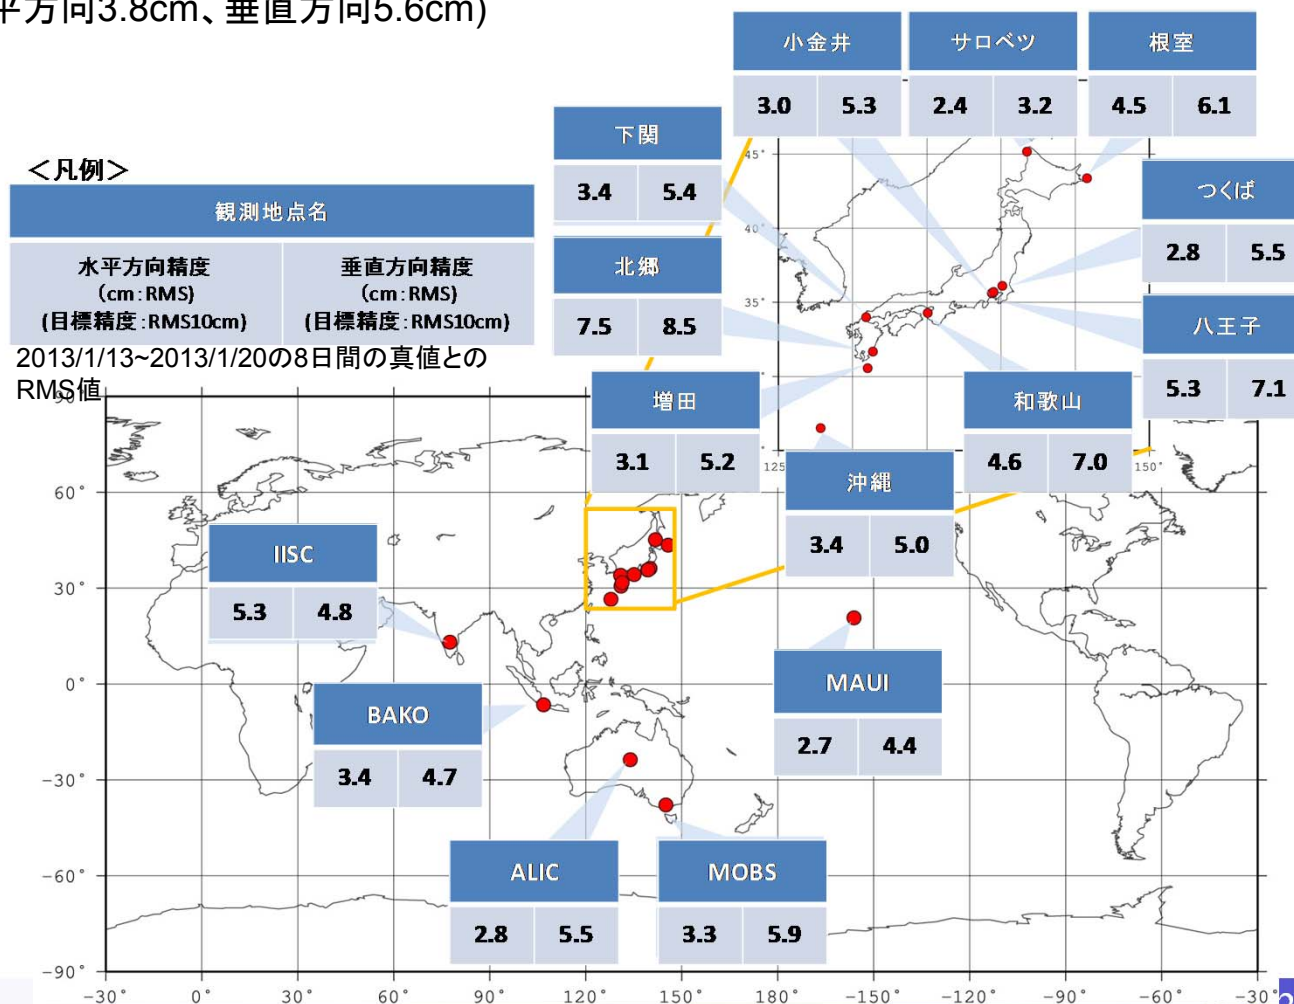 平方向3.8cm、垂直方向5.6cm)
小金井
3.0 5.3
サロベツ
2.4 3.2
根室
4.5 6.1
下関
3.4 5.4
<凡例>
観測地点名
水平方向精度
(cm:RMS)
(目標精度:RMS10cm)
垂直方向精度
(cm:RMS)
(目標精度:RMS10cm)
2013/1/13~2013/1/20の8日間の真値との
RMS値
つくば
2.8 5.5
北郷
7.5 8.5
八王子
5.3 7.1
増田
3.1 5.2
和歌山
4.6 7.0
沖縄
3.4 5.0
45°
40°
35°
125
150°
IISC
5.3 4.8
BAKO
3.4 4.7
MAUI
2.7 4.4
ALIC
2.8 5.5
MOBS
3.3 5.9
90°
60°
30°
0°
-30°
-60°
-90°
-30° 0° 30° 60° 90° 120° 150° 180° -150° -120° -90° -60° -30°